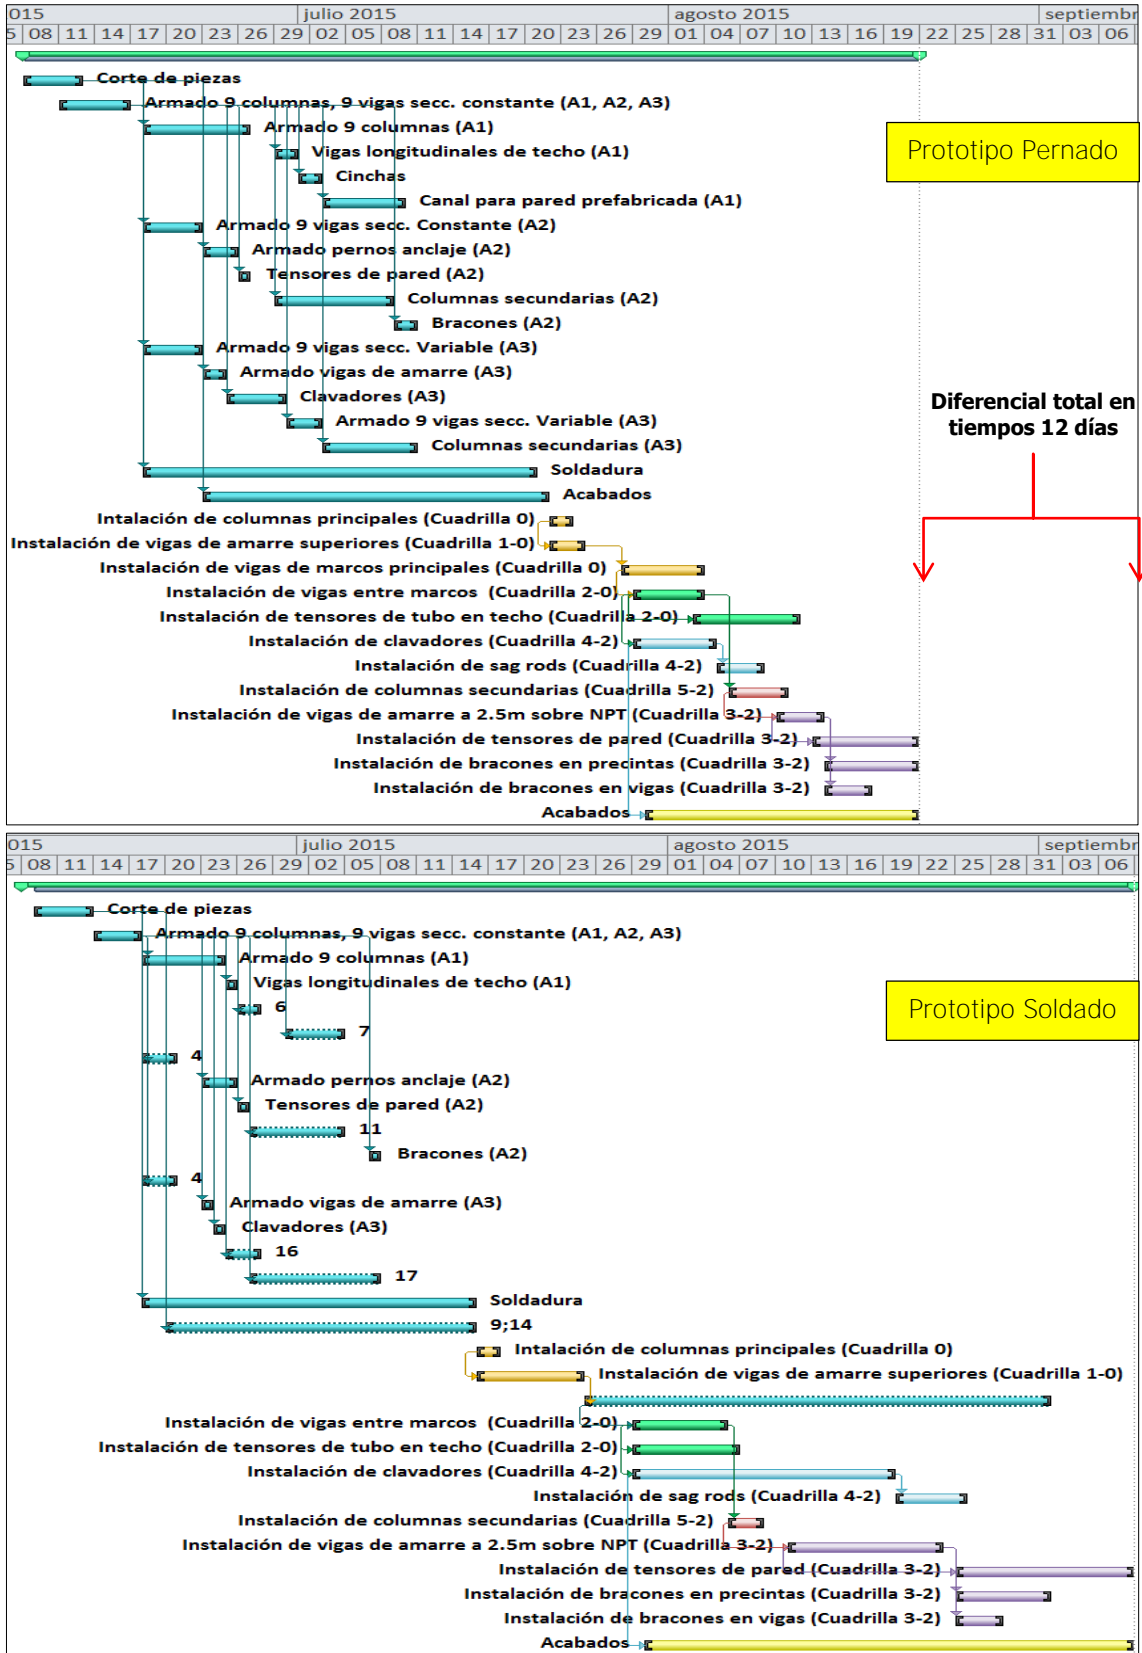 015 julio 2015 agosto 2015 septiembr
5 08 11 14 17 20 23 26 29 02 05 08 11 14 17 20 23 26 29 01 04 07 10 13 16 19 22 25 28 31 03 06
Corte de piezas
Armado 9 columnas, 9 vigas secc. constante (A1, A2, A3)
Armado 9 columnas (A1)
Prototipo Pernado
Vigas longitudinales de techo (A1)
Cinchas
Canal para pared prefabricada (A1)
Armado 9 vigas secc. Constante (A2)
Armado pernos anclaje (A2)
Tensores de pared (A2)
Columnas secundarias (A2)
Bracones (A2)
Armado 9 vigas secc. Variable (A3)
Armado vigas de amarre (A3)
Clavadores (A3)
Diferencial total en
tiempos 12 días
Armado 9 vigas secc. Variable (A3)
Columnas secundarias (A3)
Soldadura
Acabados
Intalación de columnas principales (Cuadrilla 0)
Instalación de vigas de amarre superiores (Cuadrilla 1-0)
Instalación de vigas de marcos principales (Cuadrilla 0)
Instalación de vigas entre marcos (Cuadrilla 2-0)
Instalación de tensores de tubo en techo (Cuadrilla 2-0)
Instalación de clavadores (Cuadrilla 4-2)
Instalación de sag rods (Cuadrilla 4-2)
Instalación de columnas secundarias (Cuadrilla 5-2)
Instalación de vigas de amarre a 2.5m sobre NPT (Cuadrilla 3-2)
Instalación de tensores de pared (Cuadrilla 3-2)
Instalación de bracones en precintas (Cuadrilla 3-2)
Instalación de bracones en vigas (Cuadrilla 3-2)
Acabados
015 julio 2015 agosto 2015 septiembr
5 08 11 14 17 20 23 26 29 02 05 08 11 14 17 20 23 26 29 01 04 07 10 13 16 19 22 25 28 31 03 06
Corte de piezas
Armado 9 columnas, 9 vigas secc. constante (A1, A2, A3)
Armado 9 columnas (A1)
Vigas longitudinales de techo (A1)
6
Prototipo Soldado
7
4
Armado pernos anclaje (A2)
Tensores de pared (A2)
11
Bracones (A2)
4
Armado vigas de amarre (A3)
Clavadores (A3)
16
17
Soldadura
9;14
Intalación de columnas principales (Cuadrilla 0)
Instalación de vigas de amarre superiores (Cuadrilla 1-0)
Instalación de vigas entre marcos (Cuadrilla 2-0)
Instalación de tensores de tubo en techo (Cuadrilla 2-0)
Instalación de clavadores (Cuadrilla 4-2)
Instalación de sag rods (Cuadrilla 4-2)
Instalación de columnas secundarias (Cuadrilla 5-2)
Instalación de vigas de amarre a 2.5m sobre NPT (Cuadrilla 3-2)
Instalación de tensores de pared (Cuadrilla 3-2)
Instalación de bracones en precintas (Cuadrilla 3-2)
Instalación de bracones en vigas (Cuadrilla 3-2)
Acabados